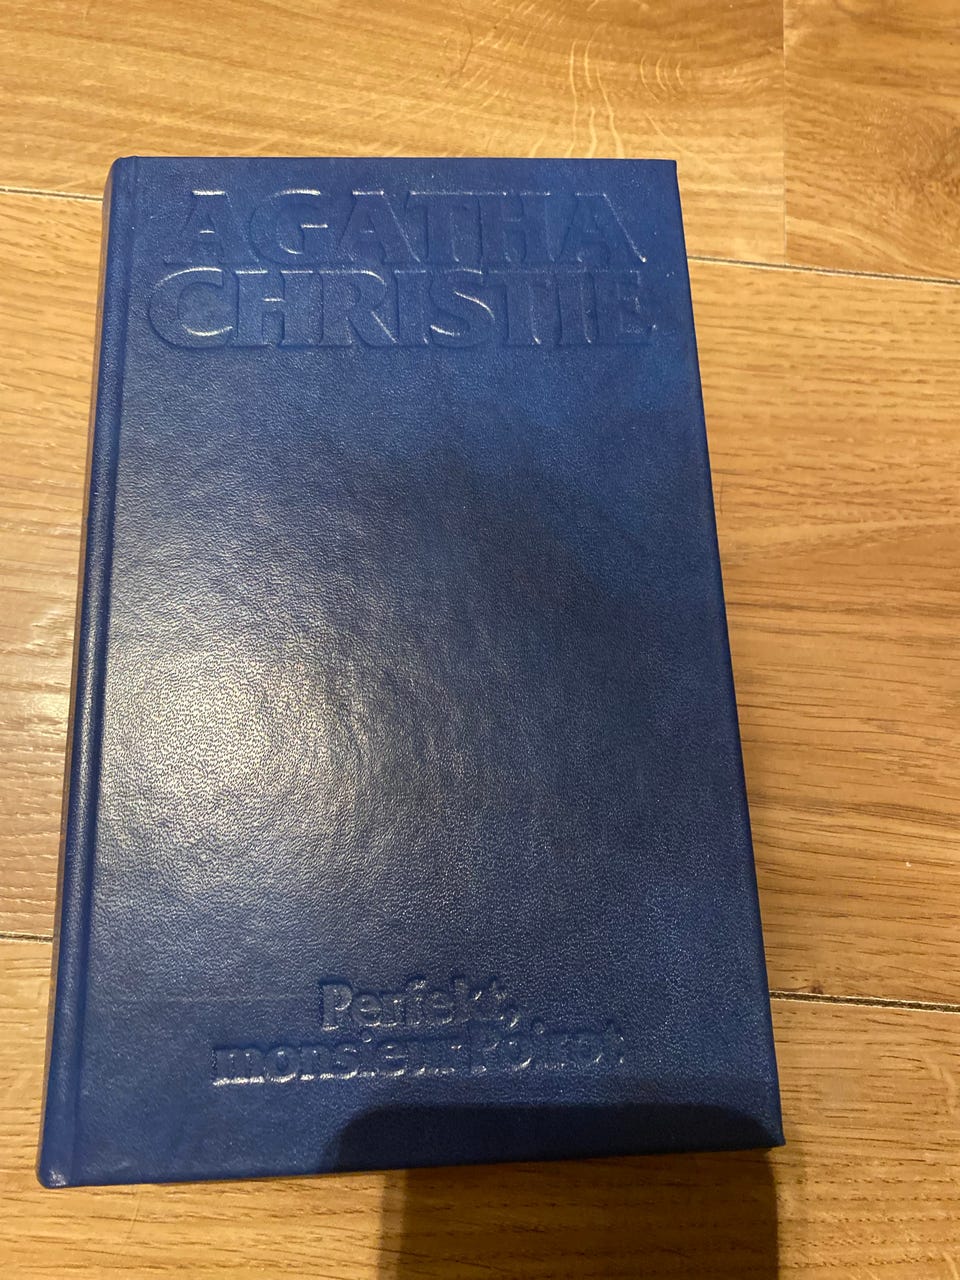 AGATHA
CHRISTIE
Perfekt,
monsieur Poirot